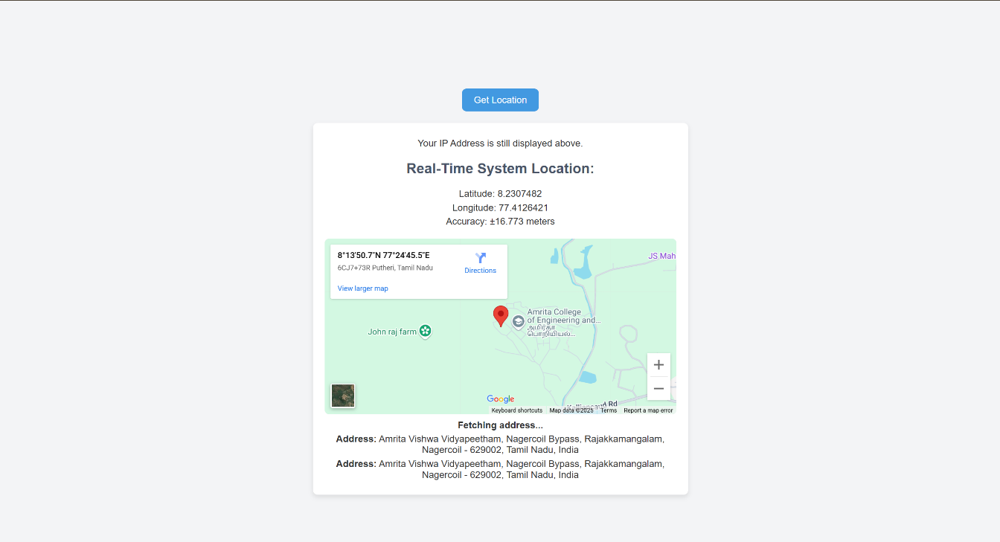 Get Location
Your IP Address is still displayed above.
Real-Time System Location:
Latitude: 8.2307482
Longitude: 77.4126421
Accuracy: ±16.773 meters
8°13'50.7"N 77°24'45.5"E
6CJ7+73R Putheri, Tamil Nadu
Directions
View larger map
JS Mah
Amrita College
of Engineering and...
அமிர்தா
பொறியியல்...
John raj farm
Google
Rd
Keyboard shortcuts Map data ©2025 Terms Report a map error
Fetching address...
Address: Amrita Vishwa Vidyapeetham, Nagercoil Bypass, Rajakkamangalam,
Nagercoil - 629002, Tamil Nadu, India
Address: Amrita Vishwa Vidyapeetham, Nagercoil Bypass, Rajakkamangalam,
Nagercoil - 629002, Tamil Nadu, India